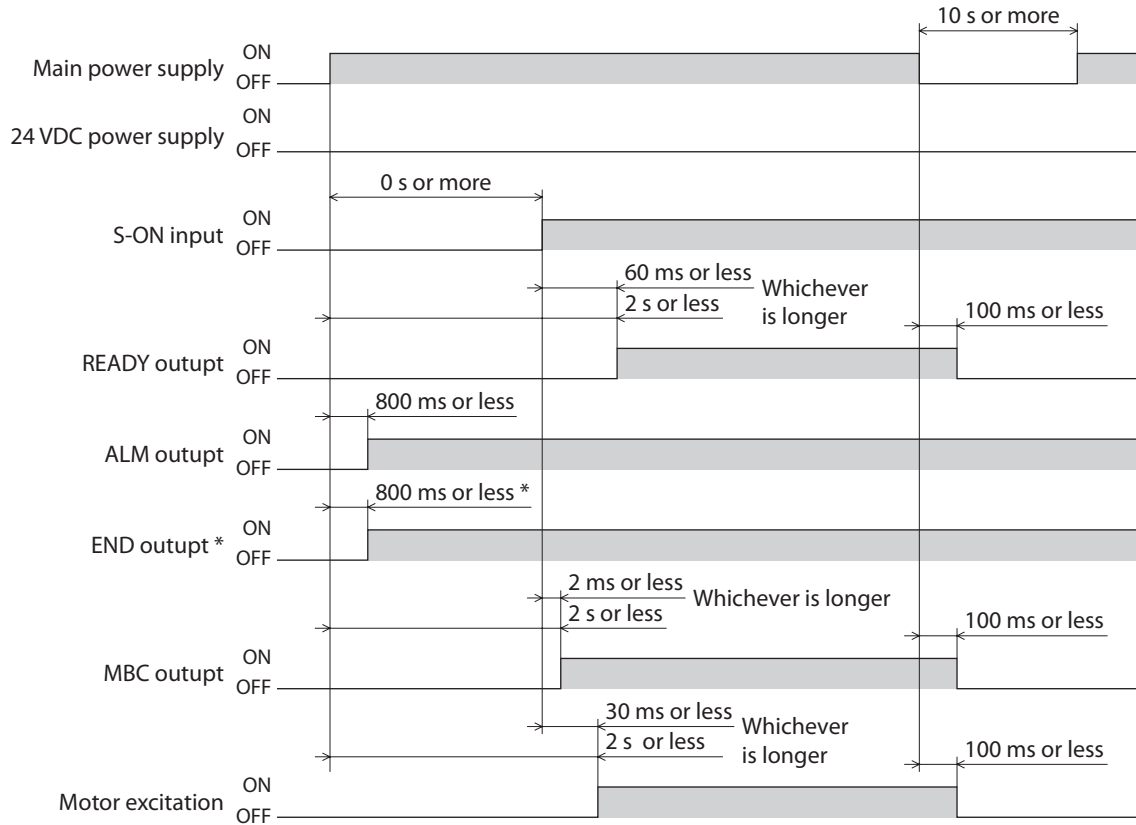 10 s or more
ON
Main power supply
OFF
ON
24 VDC power supply
OFF
0 s or more
ON
S-ON input
OFF
60 ms or less
Whichever
2 s or less
is longer
100 ms or less
ON
READY outupt
OFF
800 ms or less
ON
ALM outupt
OFF
800 ms or less *
ON
END outupt *
OFF
2 ms or less
Whichever is longer
2 s or less
100 ms or less
ON
MBC outupt
OFF
30 ms or less
Whichever
2 s or less
is longer
100 ms or less
ON
Motor excitation
OFF